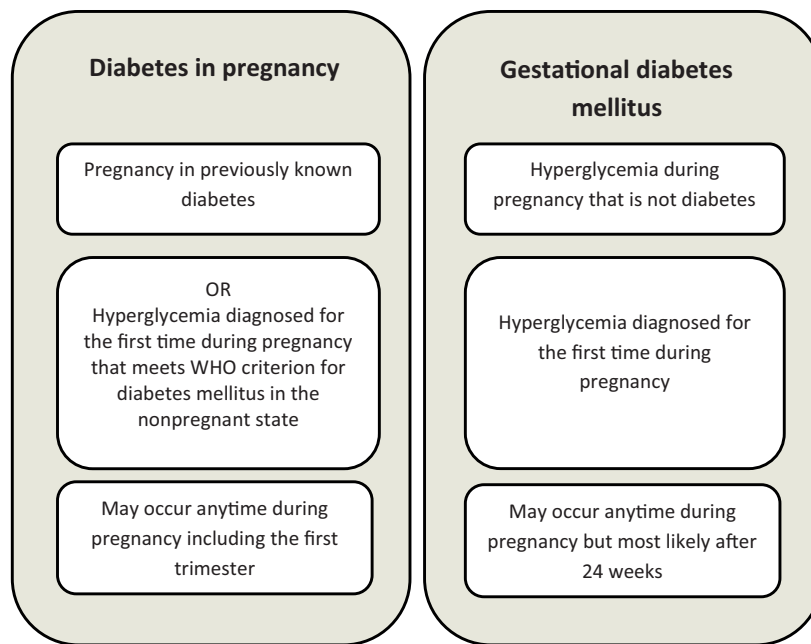 Diabetes in pregnancy
Pregnancy in previously known
diabetes
OR
Hyperglycemia diagnosed for
the first time during pregnancy
that meets WHO criterion for
diabetes mellitus in the
nonpregnant state
May occur anytime during
pregnancy including the first
trimester
Gestational diabetes
mellitus
Hyperglycemia during
pregnancy that is not diabetes
Hyperglycemia diagnosed for
the first time during
pregnancy
May occur anytime during
pregnancy but most likely after
24 weeks